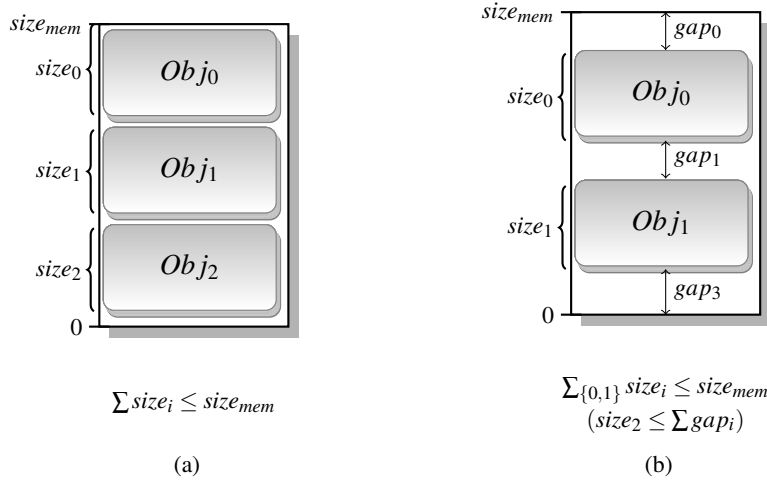 size_mem
size_0
Obj_0
size_1
Obj_1
size_2
Obj_2
0
∑ size_i ≤ size_mem
(a)
size_mem
gap_0
size_0
Obj_0
gap_1
size_1
Obj_1
gap_3
0
∑_{0,1} size_i ≤ size_mem
(size_2 ≤ ∑ gap_i)
(b)